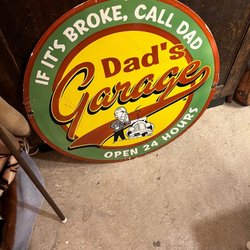 IF IT'S BROKE, CALL DAD
Dad's
Garage
OPEN 24 HOURS